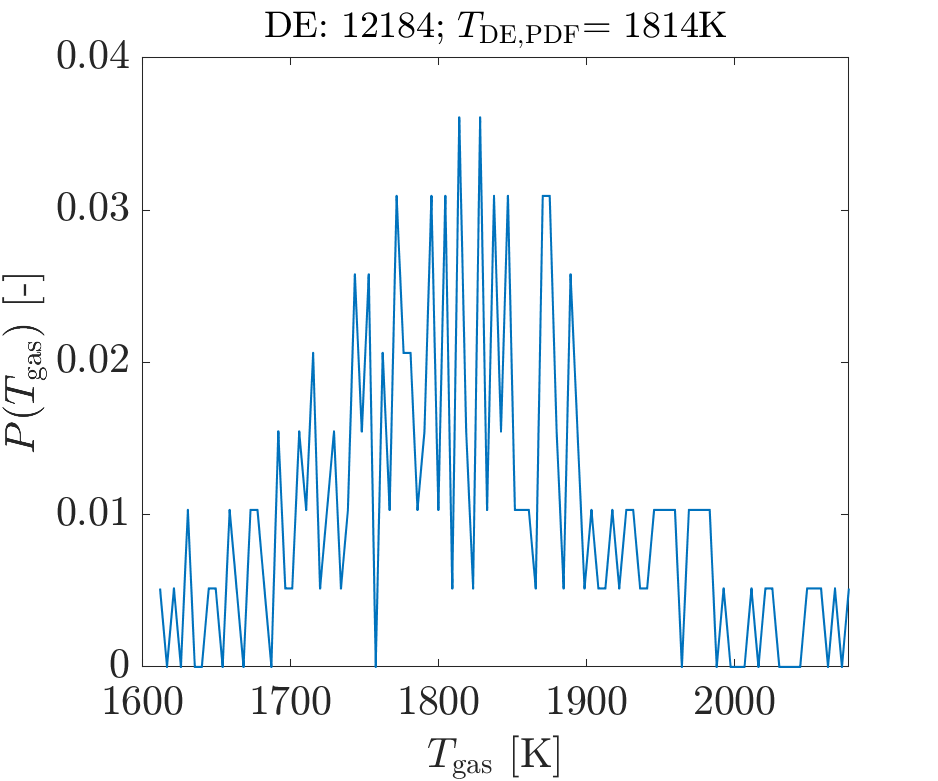 DE: 12184; T_DE,PDF= 1814K
0.04
0.03
0.02
0.01
0
P(T_gas) [-]
1600 1700 1800 1900 2000
T_gas [K]